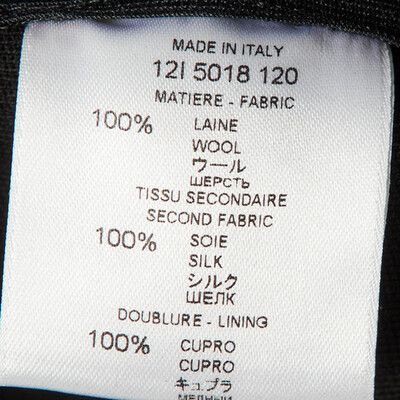 MADE IN ITALY
12I 5018 120
MATIERE - FABRIC
100% LAINE
WOOL
ウール
ШЕРСТЬ
TISSU SECONDAIRE
SECOND FABRIC
100% SOIE
SILK
シルク
ШЕЛК
DOUBLURE - LINING
100% CUPRO
CUPRO
キュプラ